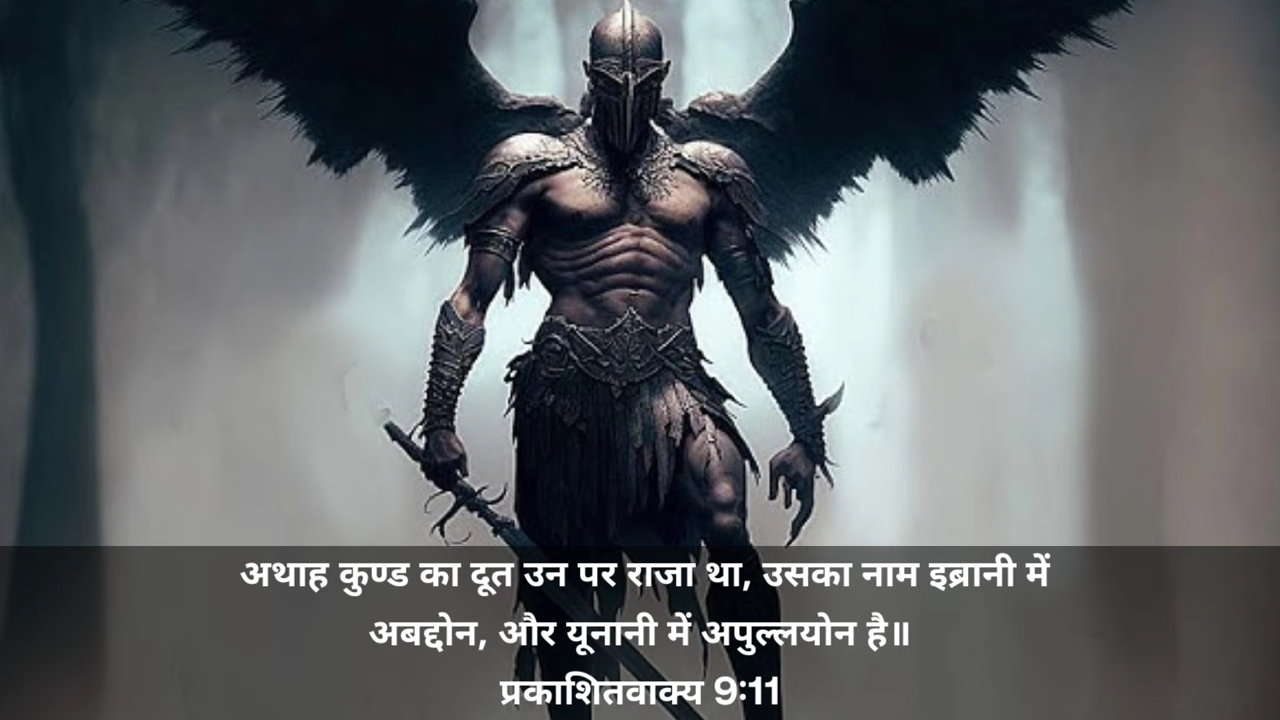 अथाह कुण्ड का दूत उन पर राजा था, उसका नाम इब्रानी में
अबद्दोन, और यूनानी में अपुल्लयोन है॥
प्रकाशितवाक्य 9:11